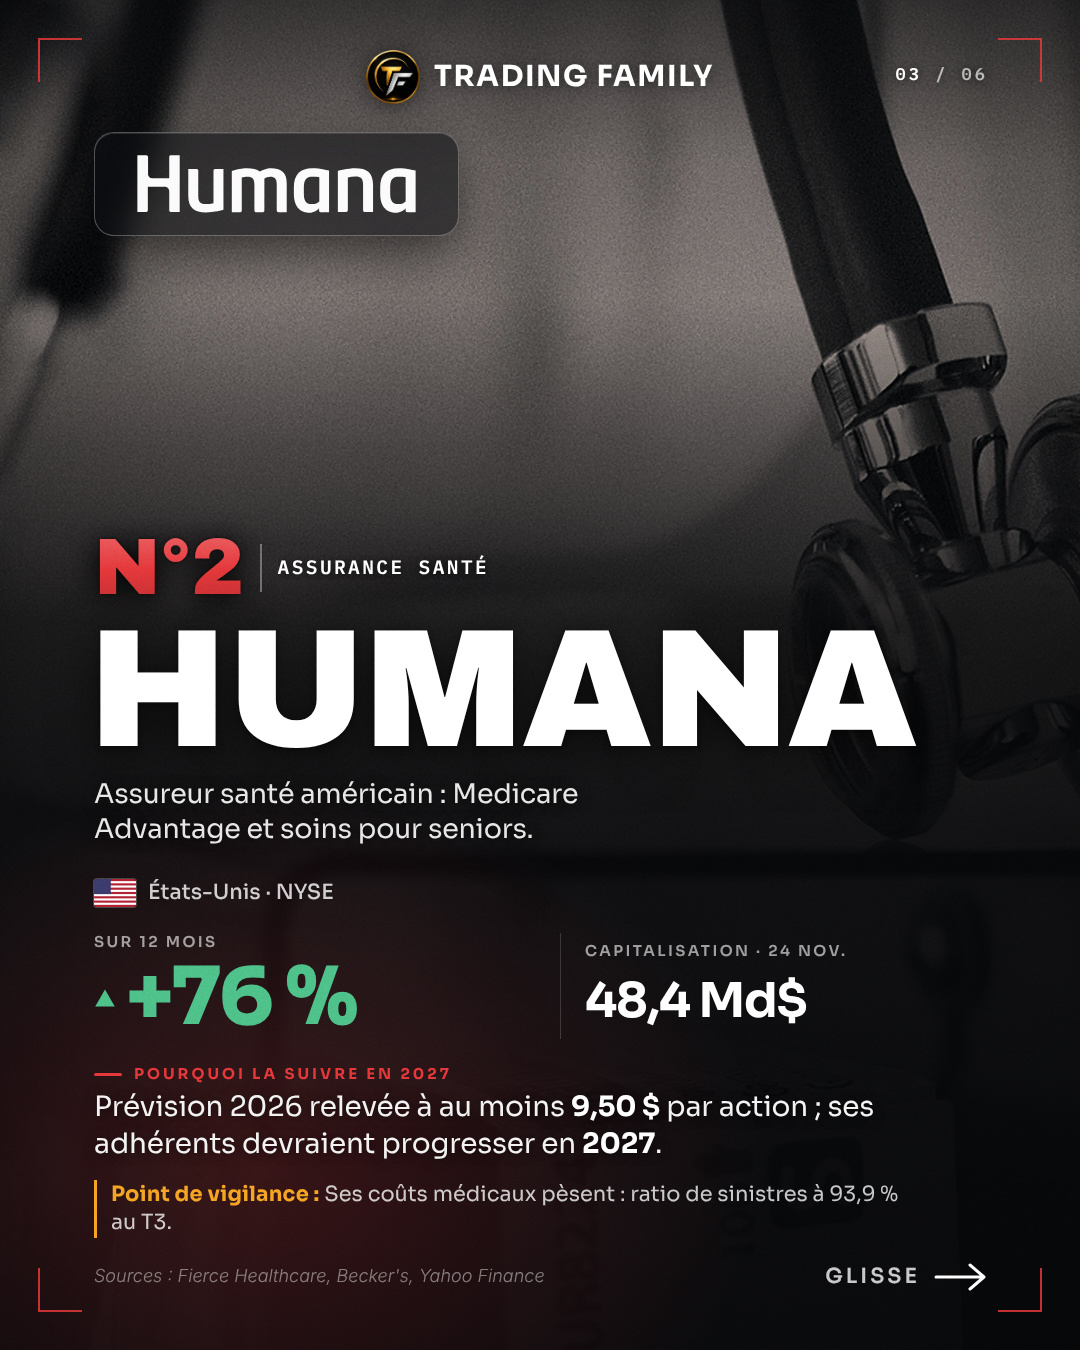 TRADING FAMILY
03 / 06
Humana
N°2
ASSURANCE SANTÉ
HUMANA
Assureur santé américain : Medicare
Advantage et soins pour seniors.
États-Unis · NYSE
SUR 12 MOIS
+76 %
CAPITALISATION · 24 NOV.
48,4 Md$
POURQUOI LA SUIVRE EN 2027
Prévision 2026 relevée à au moins 9,50 $ par action ; ses
adhérents devraient progresser en 2027.
Point de vigilance : Ses coûts médicaux pèsent : ratio de sinistres à 93,9 %
au T3.
Sources : Fierce Healthcare, Becker's, Yahoo Finance
GLISSE